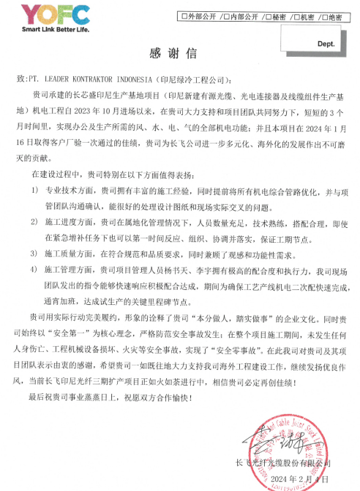 YOFC
Smart Link Better Life.
□外部公开 /□内部公开 /□秘密 /□机密 /□绝密
Dept.
感 谢 信
致:PT. LEADER KONTRAKTOR INDONESIA（印尼绿冷工程公司）：
贵司承建的长芯盛印尼生产基地项目（印尼新建有源光缆、光电连接器及线缆组件生产基
地）机电工程自 2023 年 10 月进场以来，在贵司大力支持和项目团队共同努力下，短短的 3 个
月时间里，实现办公及生产所需的风、水、电、气的全部机电功能；并且本项目在 2024 年 1 月
16 日取得客户厂验一次通过的佳绩，贵司为长飞公司进一步多元化、海外化的发展作出不可磨
灭的贡献。
在建设过程中，贵司特别在以下方面值得表扬：
1） 专业技术方面，贵司拥有丰富的施工经验，同时提前将所有机电综合管路优化，并与项
管团队沟通确认，能很好的处理设计图纸和现场实际交叉的问题。
2） 施工进度方面，贵司在属地化管理情况下，人员数量充足，技术熟练，搭配合理，即便
在紧急增补任务下也可以第一时间反应、组织、协调并落实，保证工期节点。
3） 施工质量方面，在符合规范和品质要求，同时兼顾了观感和功能性需求。
4） 施工管理方面，贵司项目管理人员杨书天、李宇拥有极高的配合度和执行力，我司现场
团队发出的指令能够快速响应积极配合达成，期间为确保工艺产线机电二次配快速完成，
通宵加班，达成试生产的关键里程碑节点。
贵司用实际行动完美履约，形象的诠释了贵司“本分做人，踏实做事”的企业文化。同时贵
司始终以“安全第一”为核心理念，严格防范安全事故发生；在整个项目施工期间，未发生任何
人身伤亡、工程机械设备损坏、火灾等安全事故，实现了“安全零事故”。在此我司对贵司及其项
目团队表示由衷的感谢，希望贵司一如既往地大力支持我司海外工程建设工作，继续发扬优良作
风，当前长飞印尼光纤三期扩产项目正如火如荼进行中，相信贵司必定再创佳绩！
最后祝贵司事业蒸蒸日上，祝愿双方合作愉快！
长飞光纤光缆股份有限公司
2024 年 2 月 4 日